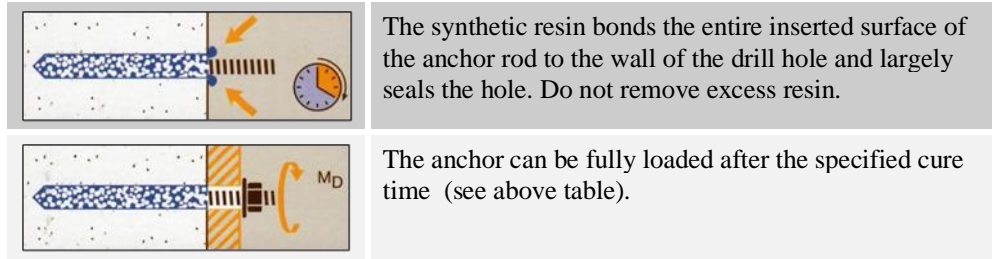 The synthetic resin bonds the entire inserted surface of
the anchor rod to the wall of the drill hole and largely
seals the hole. Do not remove excess resin.
M_D
The anchor can be fully loaded after the specified cure
time  (see above table).